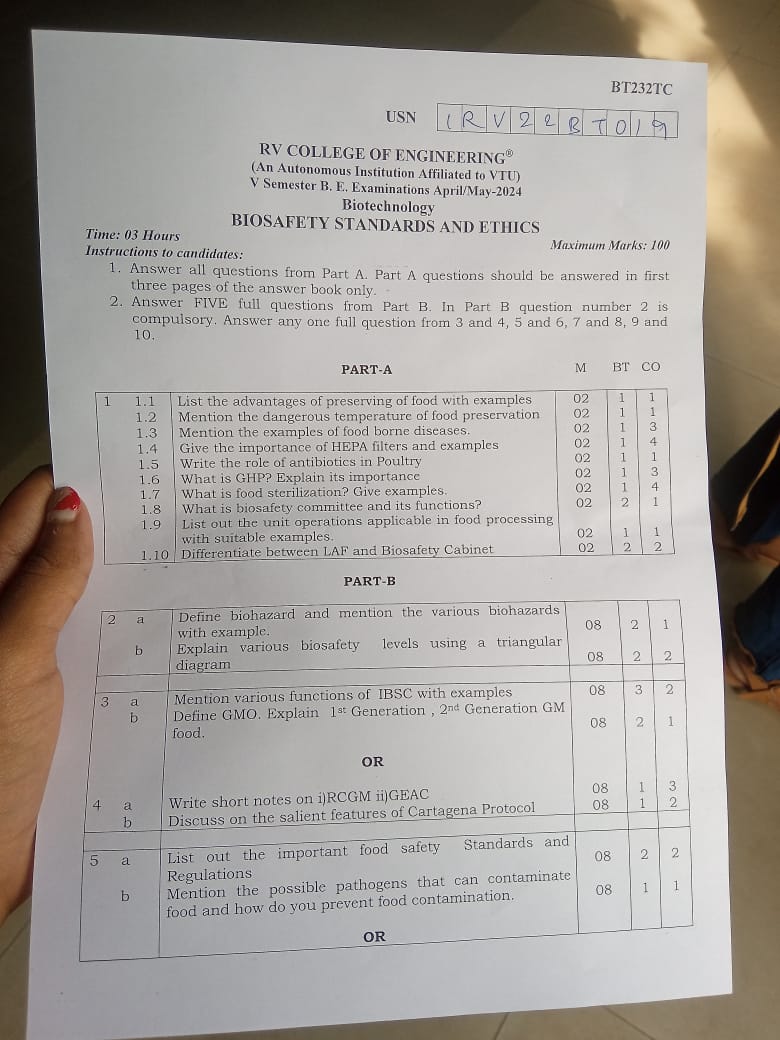 BT232TC
USN 1RV22BT019
RV COLLEGE OF ENGINEERING®
(An Autonomous Institution Affiliated to VTU)
V Semester B. E. Examinations April/May-2024
Biotechnology
BIOSAFETY STANDARDS AND ETHICS
Time: 03 Hours Maximum Marks: 100
Instructions to candidates:
1. Answer all questions from Part A. Part A questions should be answered in first
three pages of the answer book only.
2. Answer FIVE full questions from Part B. In Part B question number 2 is
compulsory. Answer any one full question from 3 and 4, 5 and 6, 7 and 8, 9 and
10.
PART-A M BT CO
1 1.1 List the advantages of preserving of food with examples 02 1 1
1.2 Mention the dangerous temperature of food preservation 02 1 1
1.3 Mention the examples of food borne diseases. 02 1 3
1.4 Give the importance of HEPA filters and examples 02 1 4
1.5 Write the role of antibiotics in Poultry 02 1 1
1.6 What is GHP? Explain its importance 02 1 3
1.7 What is food sterilization? Give examples. 02 1 4
1.8 What is biosafety committee and its functions? 02 2 1
1.9 List out the unit operations applicable in food processing
with suitable examples. 02 1 1
1.10 Differentiate between LAF and Biosafety Cabinet 02 2 2
PART-B
2 a Define biohazard and mention the various biohazards
with example. 08 2 1
b Explain various biosafety levels using a triangular
diagram 08 2 2
3 a Mention various functions of IBSC with examples 08 3 2
b Define GMO. Explain 1st Generation , 2nd Generation GM
food. 08 2 1
OR
4 a Write short notes on i)RCGM ii)GEAC 08 1 3
b Discuss on the salient features of Cartagena Protocol 08 1 2
5 a List out the important food safety Standards and
Regulations 08 2 2
b Mention the possible pathogens that can contaminate
food and how do you prevent food contamination. 08 1 1
OR